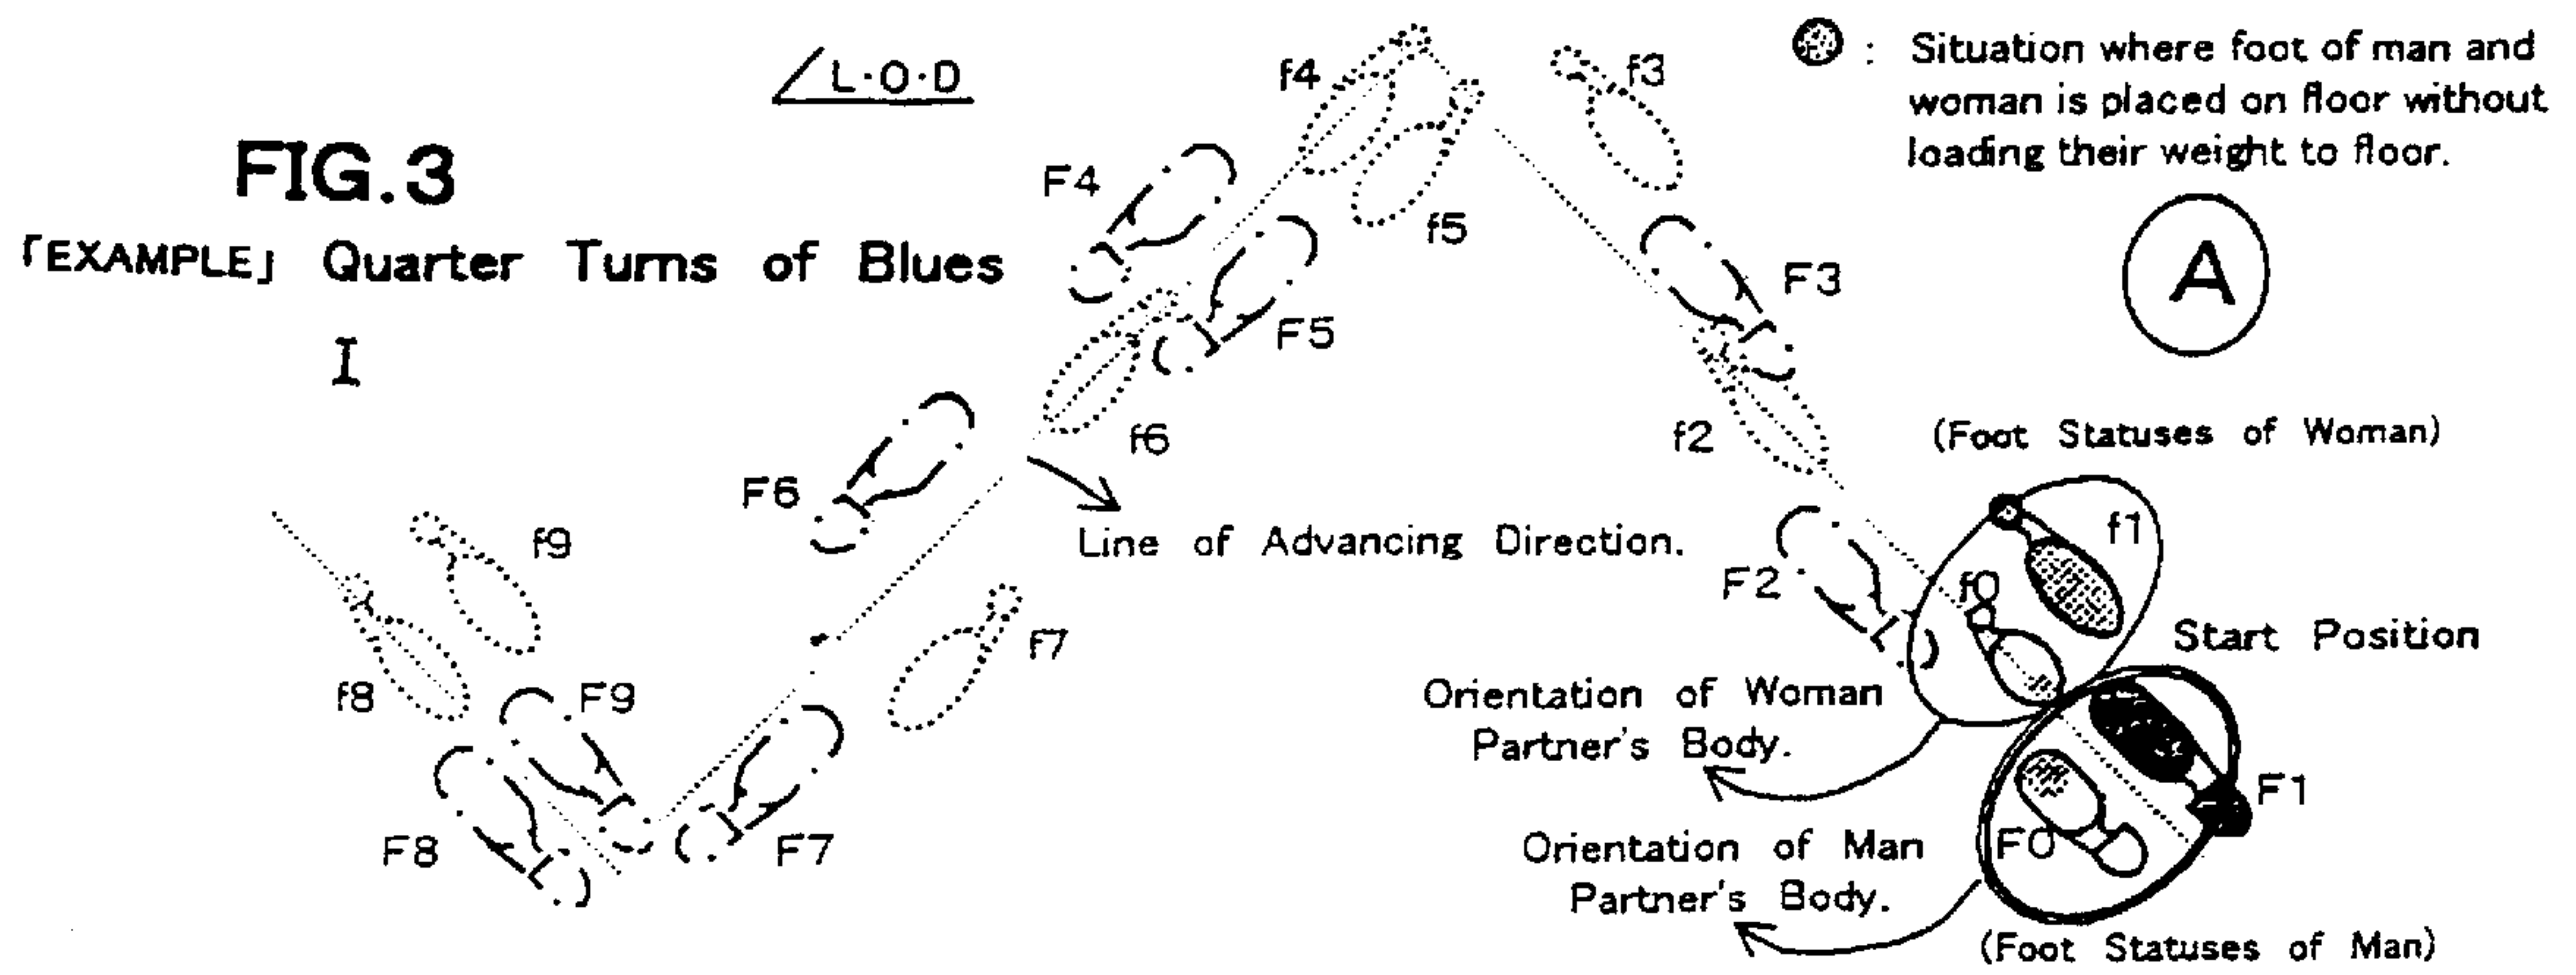 L·O·D
FIG.3
「EXAMPLE」 Quarter Turns of Blues
I
: Situation where foot of man and
woman is placed on floor without
loading their weight to floor.
A
f4
f3
F4
f5
F3
F5
f6
f2
(Foot Statuses of Woman)
F6
f1
f9
Line of Advancing Direction.
F2
f0
f7
Start Position
f8
F9
Orientation of Woman
Partner's Body.
F1
F8
F7
F0
Orientation of Man
Partner's Body.
(Foot Statuses of Man)